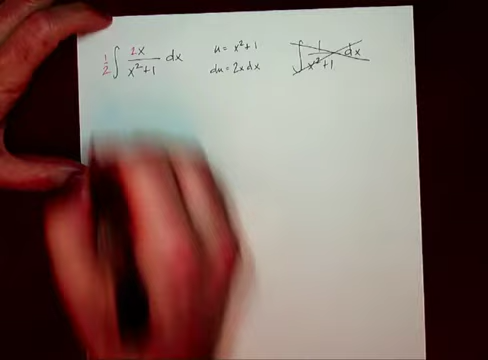 ½ ∫ 2x / x²+1 dx
u = x²+1
du = 2x dx
∫ 1 / x²+1 dx